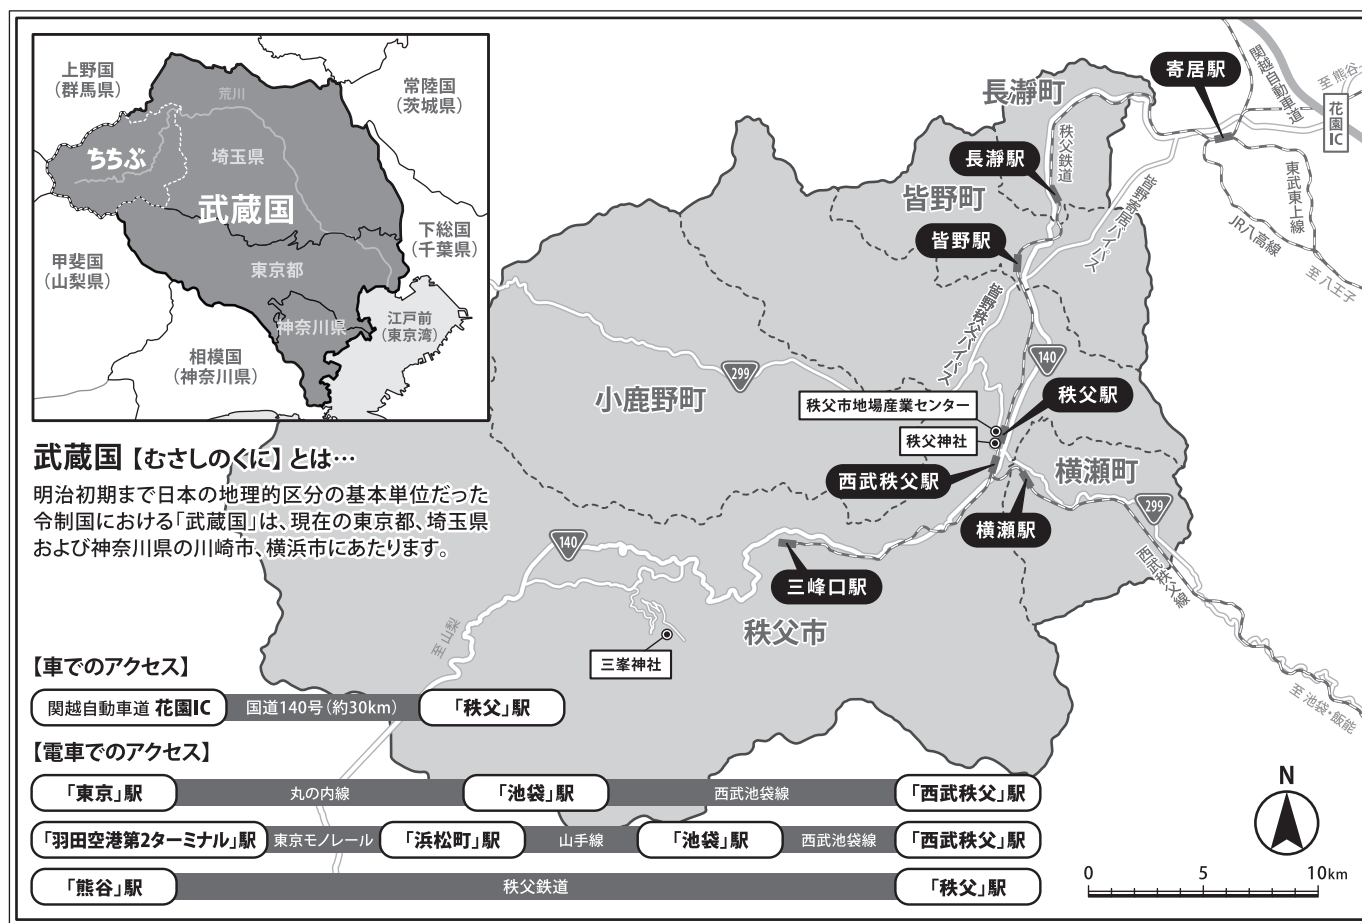 上野国
(群馬県)
常陸国
(茨城県)
荒川
ちちぶ
埼玉県
武蔵国
下総国
(千葉県)
甲斐国
(山梨県)
東京都
神奈川県
江戸前
(東京湾)
相模国
(神奈川県)
武蔵国【むさしのくに】とは…
明治初期まで日本の地理的区分の基本単位だった
令制国における「武蔵国」は、現在の東京都、埼玉県
および神奈川県の川崎市、横浜市にあたります。
寄居駅
関越自動車道
至熊谷
花園IC
長瀞町
秩父鉄道
長瀞駅
皆野町
皆野駅
皆野寄居バイパス
東武東上線
JR八高線
至八王子
皆野秩父バイパス
140
299
小鹿野町
秩父市地場産業センター
秩父駅
秩父神社
西武秩父駅
横瀬町
横瀬駅
299
西武秩父線
至池袋・飯能
140
三峰口駅
秩父市
至山梨
三峯神社
【車でのアクセス】
関越自動車道 花園IC 国道140号(約30km) 「秩父」駅
【電車でのアクセス】
「東京」駅 丸の内線 「池袋」駅 西武池袋線 「西武秩父」駅
「羽田空港第2ターミナル」駅 東京モノレール 「浜松町」駅 山手線 「池袋」駅 西武池袋線 「西武秩父」駅
「熊谷」駅 秩父鉄道 「秩父」駅
N
0 5 10km